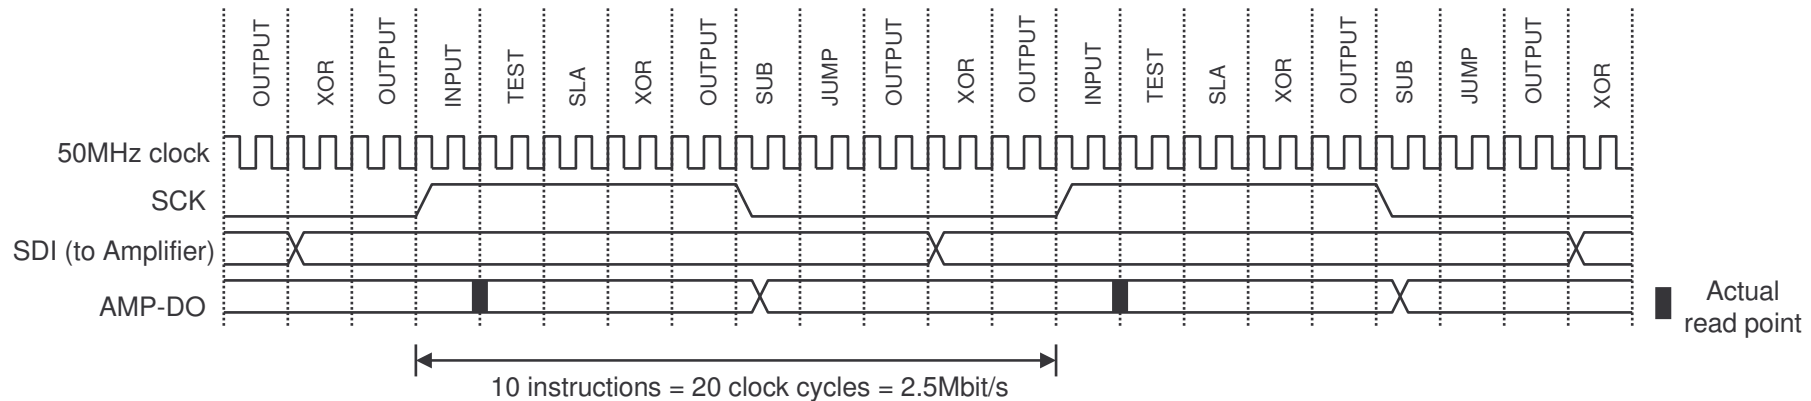 OUTPUT
XOR
OUTPUT
INPUT
TEST
SLA
XOR
OUTPUT
SUB
JUMP
OUTPUT
XOR
OUTPUT
INPUT
TEST
SLA
XOR
OUTPUT
SUB
JUMP
OUTPUT
XOR
50MHz clock
SCK
SDI (to Amplifier)
AMP-DO
Actual
read point
10 instructions = 20 clock cycles = 2.5Mbit/s